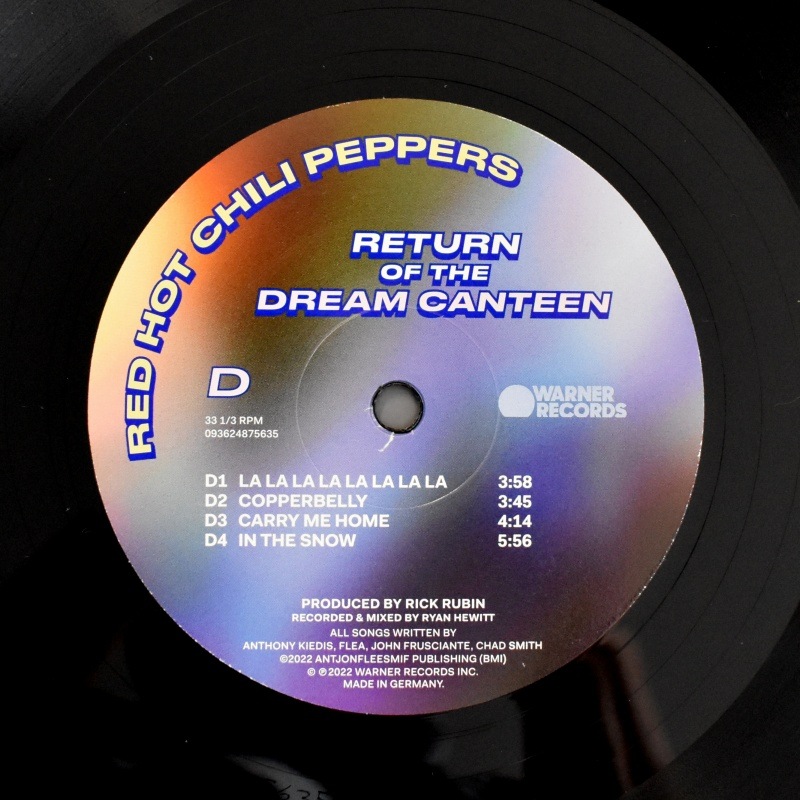 RED HOT CHILI PEPPERS
RETURN
OF THE
DREAM CANTEEN
D
33 1/3 RPM
093624875635
WARNER
RECORDS
D1 LA LA LA LA LA LA LA LA 3:58
D2 COPPERBELLY 3:45
D3 CARRY ME HOME 4:14
D4 IN THE SNOW 5:56
PRODUCED BY RICK RUBIN
RECORDED & MIXED BY RYAN HEWITT
ALL SONGS WRITTEN BY
ANTHONY KIEDIS, FLEA, JOHN FRUSCIANTE, CHAD SMITH
©2022 ANTJONFLEESMIF PUBLISHING (BMI)
© ℗2022 WARNER RECORDS INC.
MADE IN GERMANY.